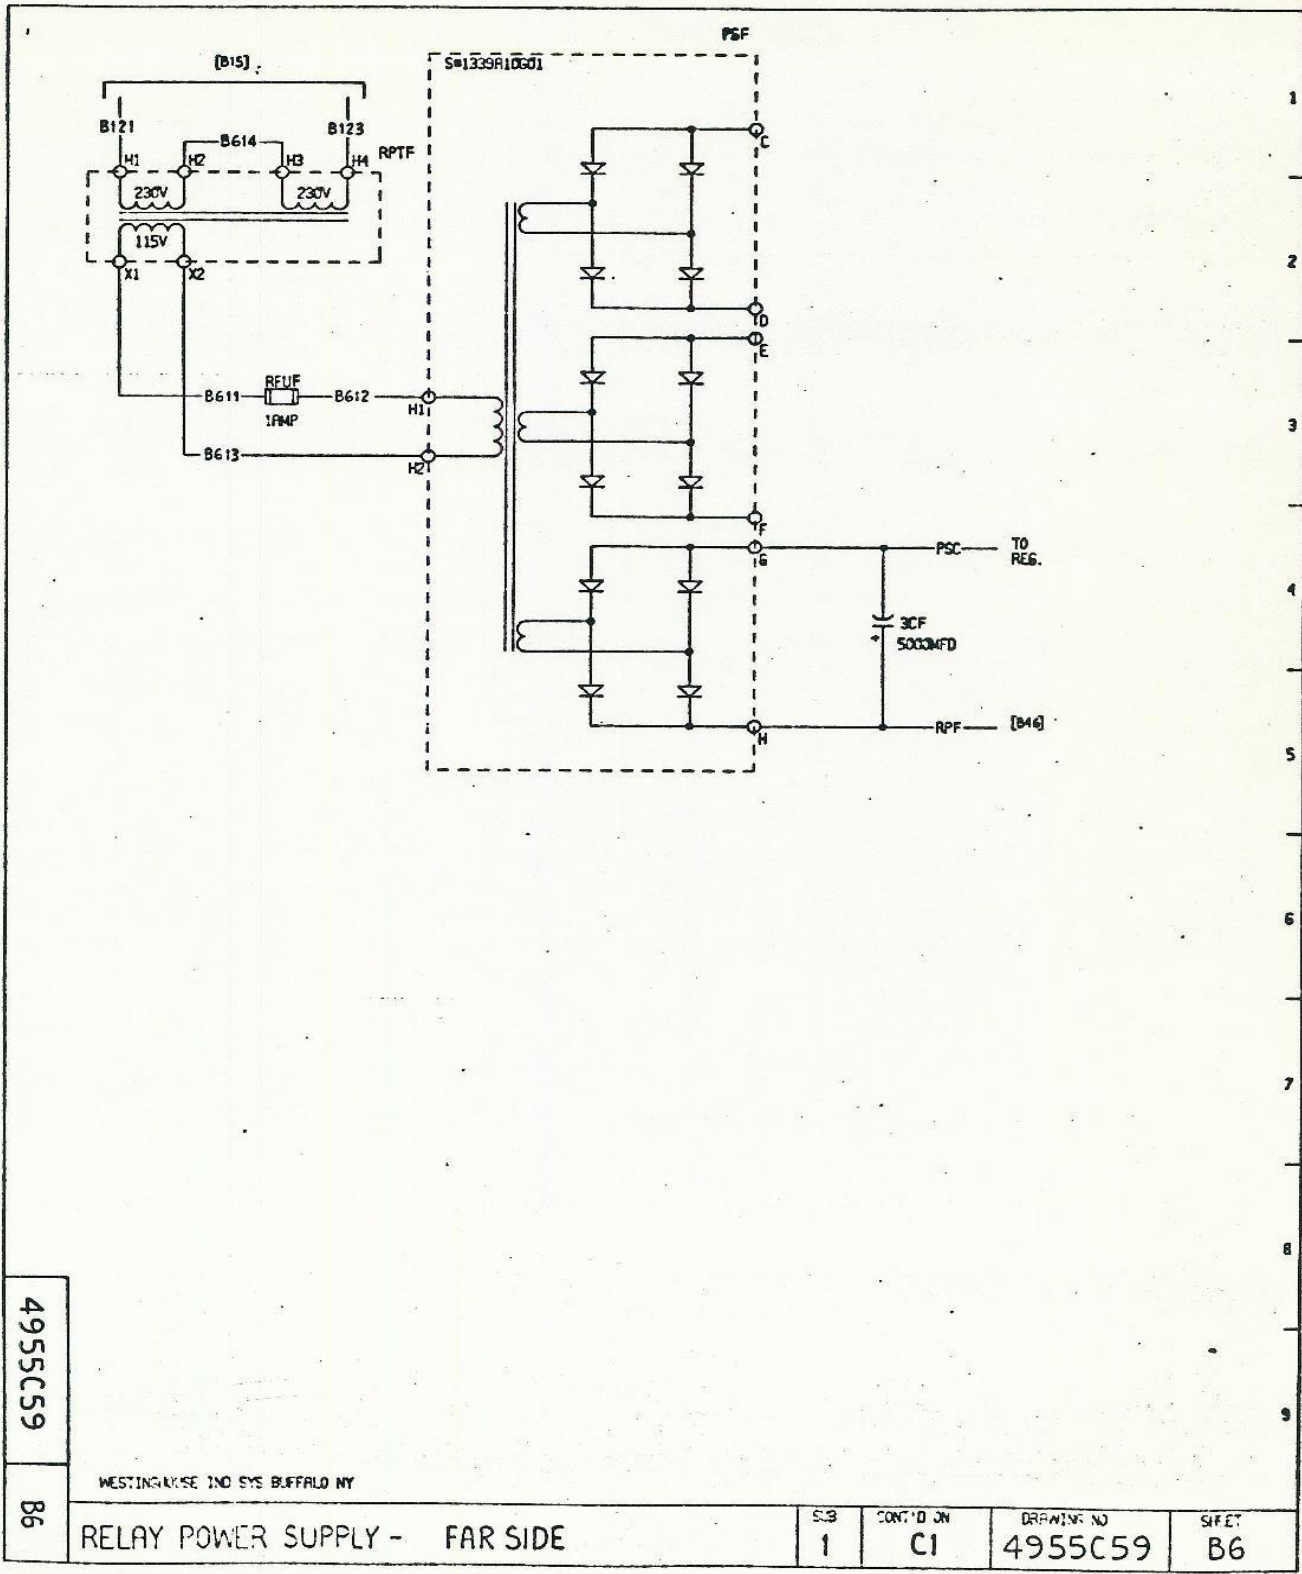 PSF
[B15]
S#1339A10G01
1
B121
B614
B123
C
H1
H2
H3
H4
RPTF
230V
230V
115V
X1
X2
2
D
E
RFUF
B611
B612
H1
1AMP
3
B613
H2
F
G
PSC
TO
REG.
4
3CF
+
5000MFD
H
RPF
[B46]
5
6
7
8
9
4955C59
B6
WESTINGHOUSE IND SYS BUFFALO NY
RELAY POWER SUPPLY - FAR SIDE
SUB
1
CONT'D ON
C1
DRAWING NO
4955C59
SHEET
B6